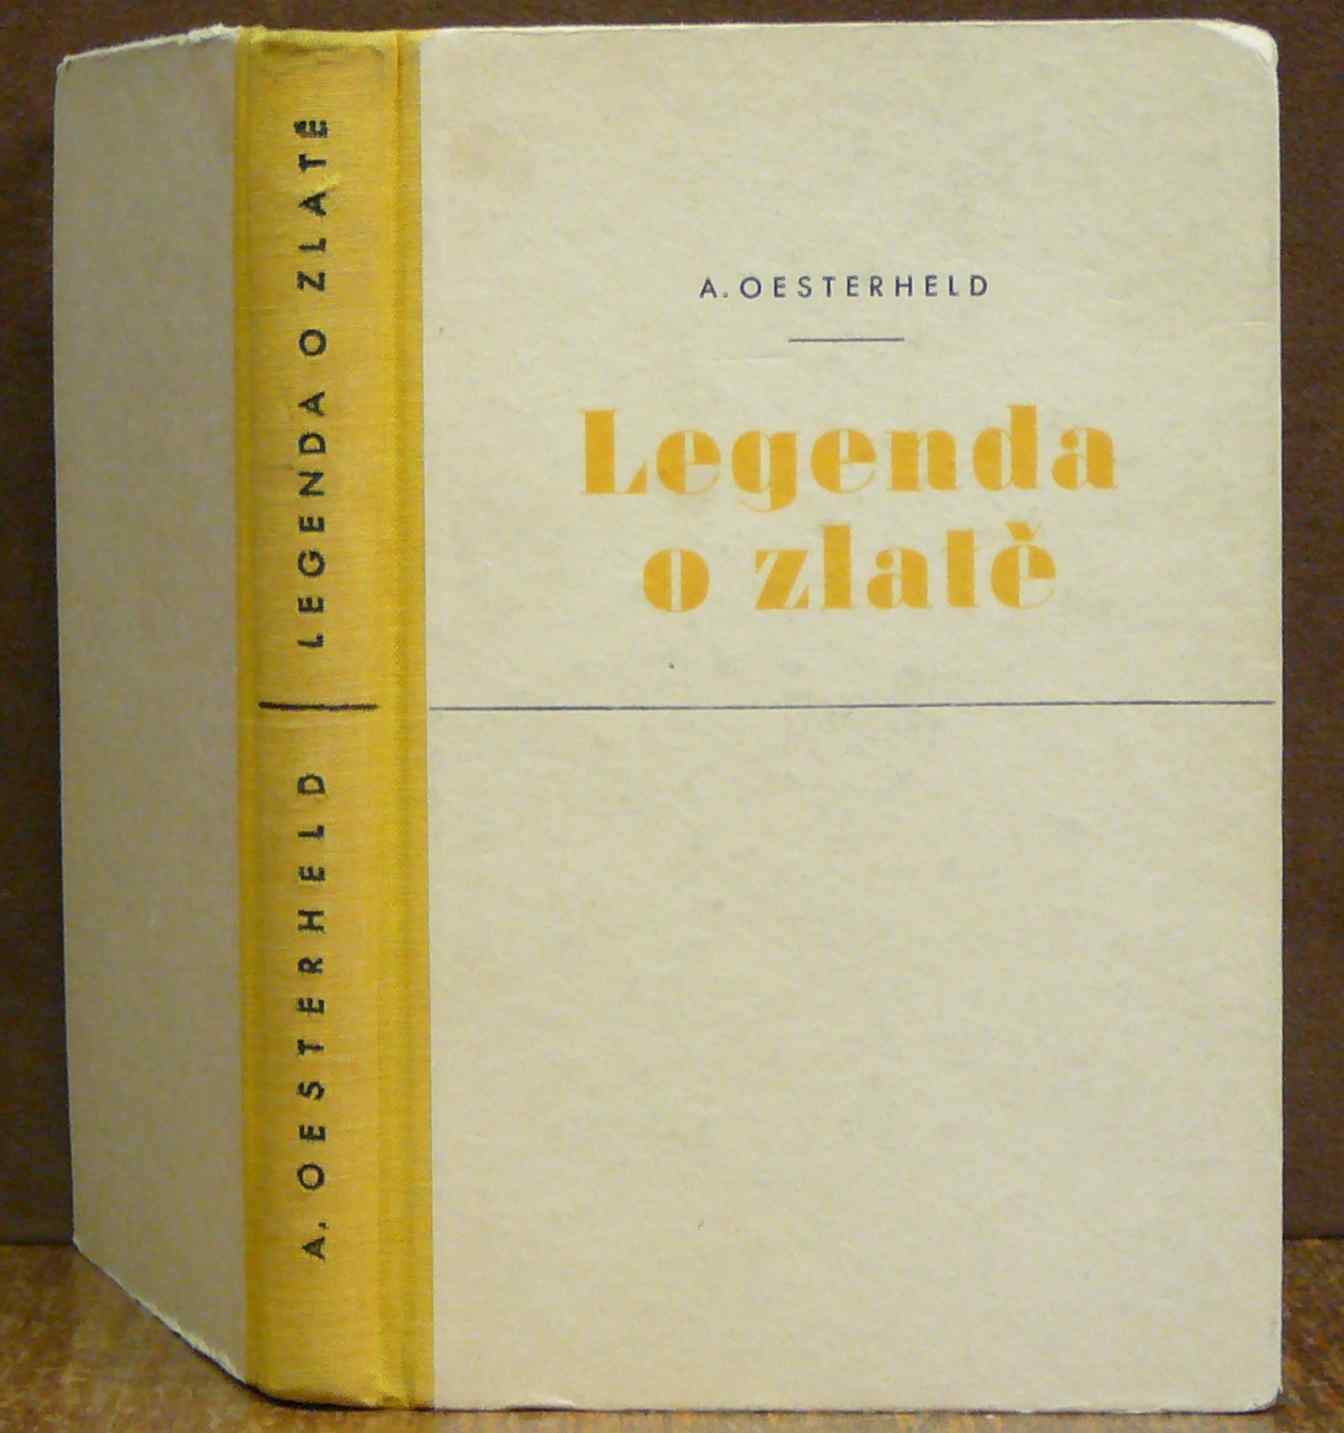 A. OESTERHELD | LEGENDA O ZLATĚ
A. OESTERHELD
Legenda
o zlatě